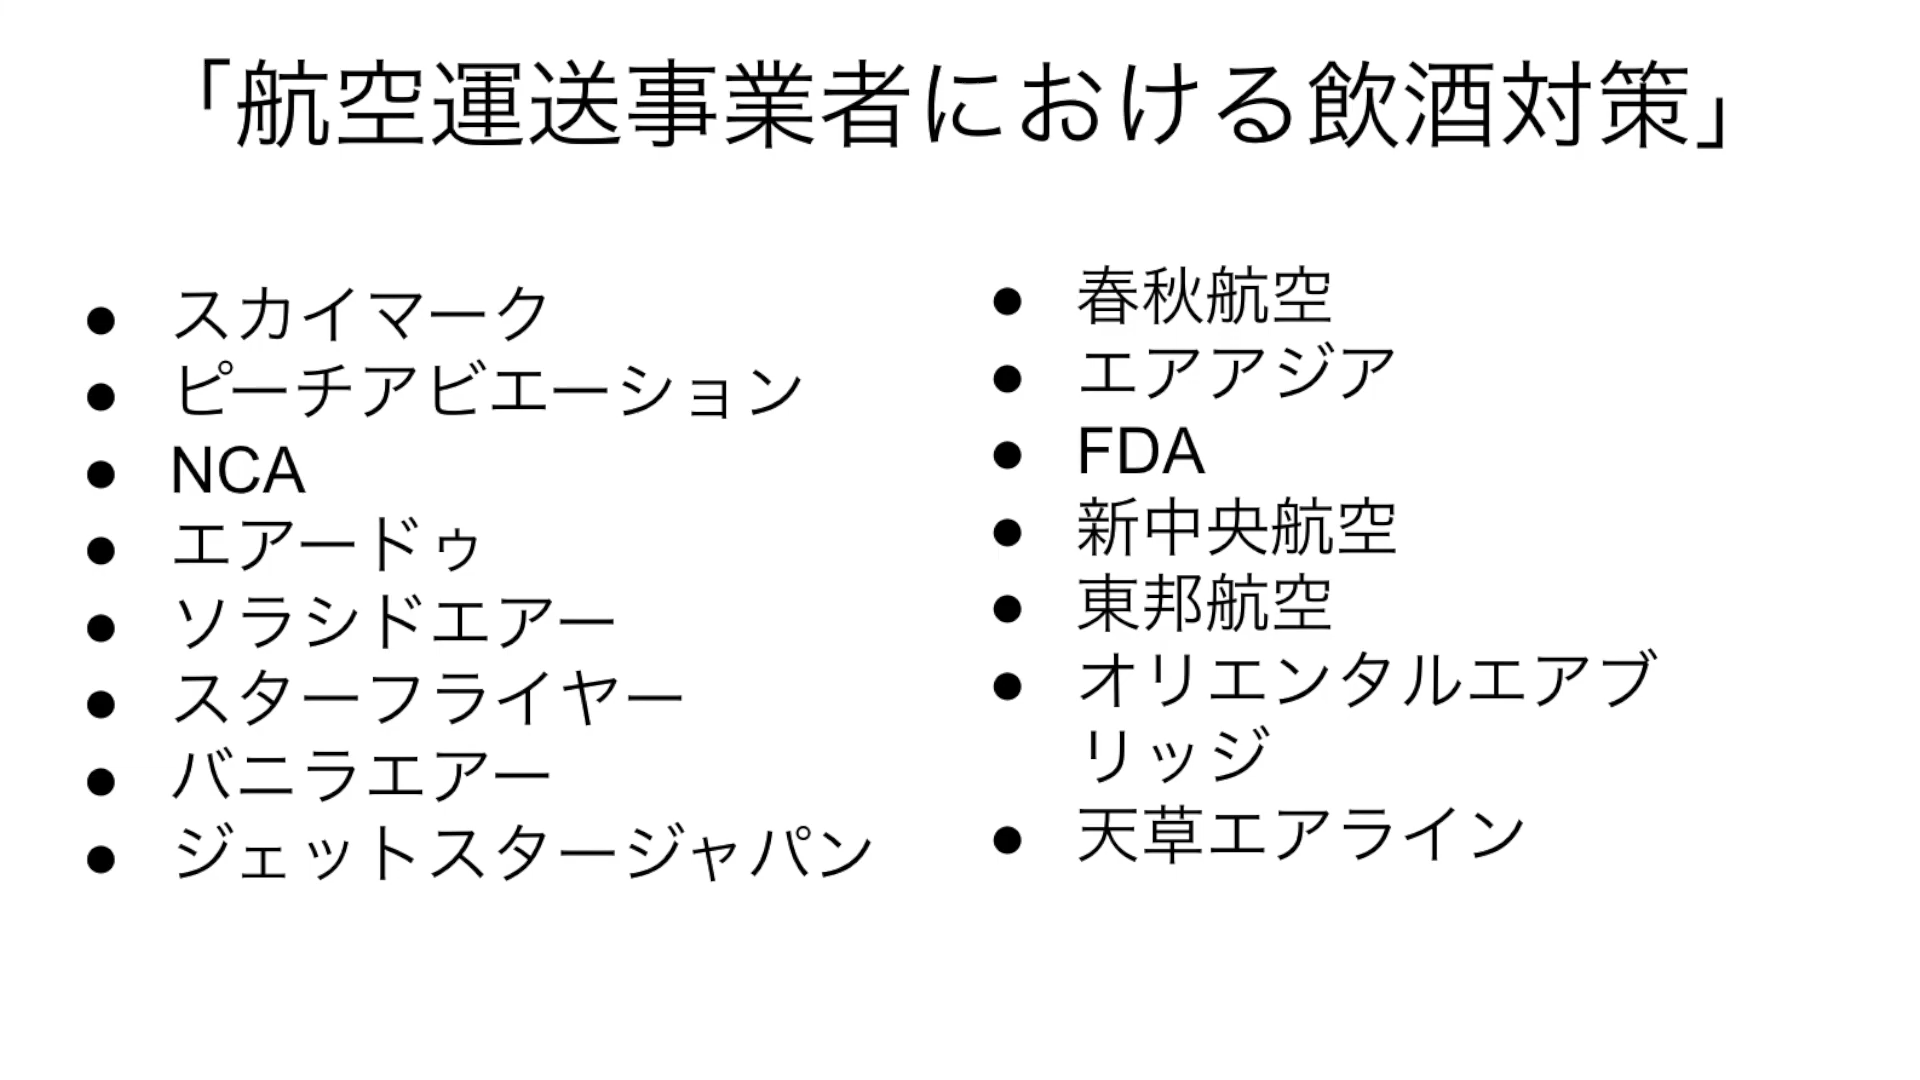 「航空運送事業者における飲酒対策」
● スカイマーク
● ピーチアビエーション
● NCA
● エアードゥ
● ソラシドエアー
● スターフライヤー
● バニラエアー
● ジェットスタージャパン
● 春秋航空
● エアアジア
● FDA
● 新中央航空
● 東邦航空
● オリエンタルエアブ
リッジ
● 天草エアライン